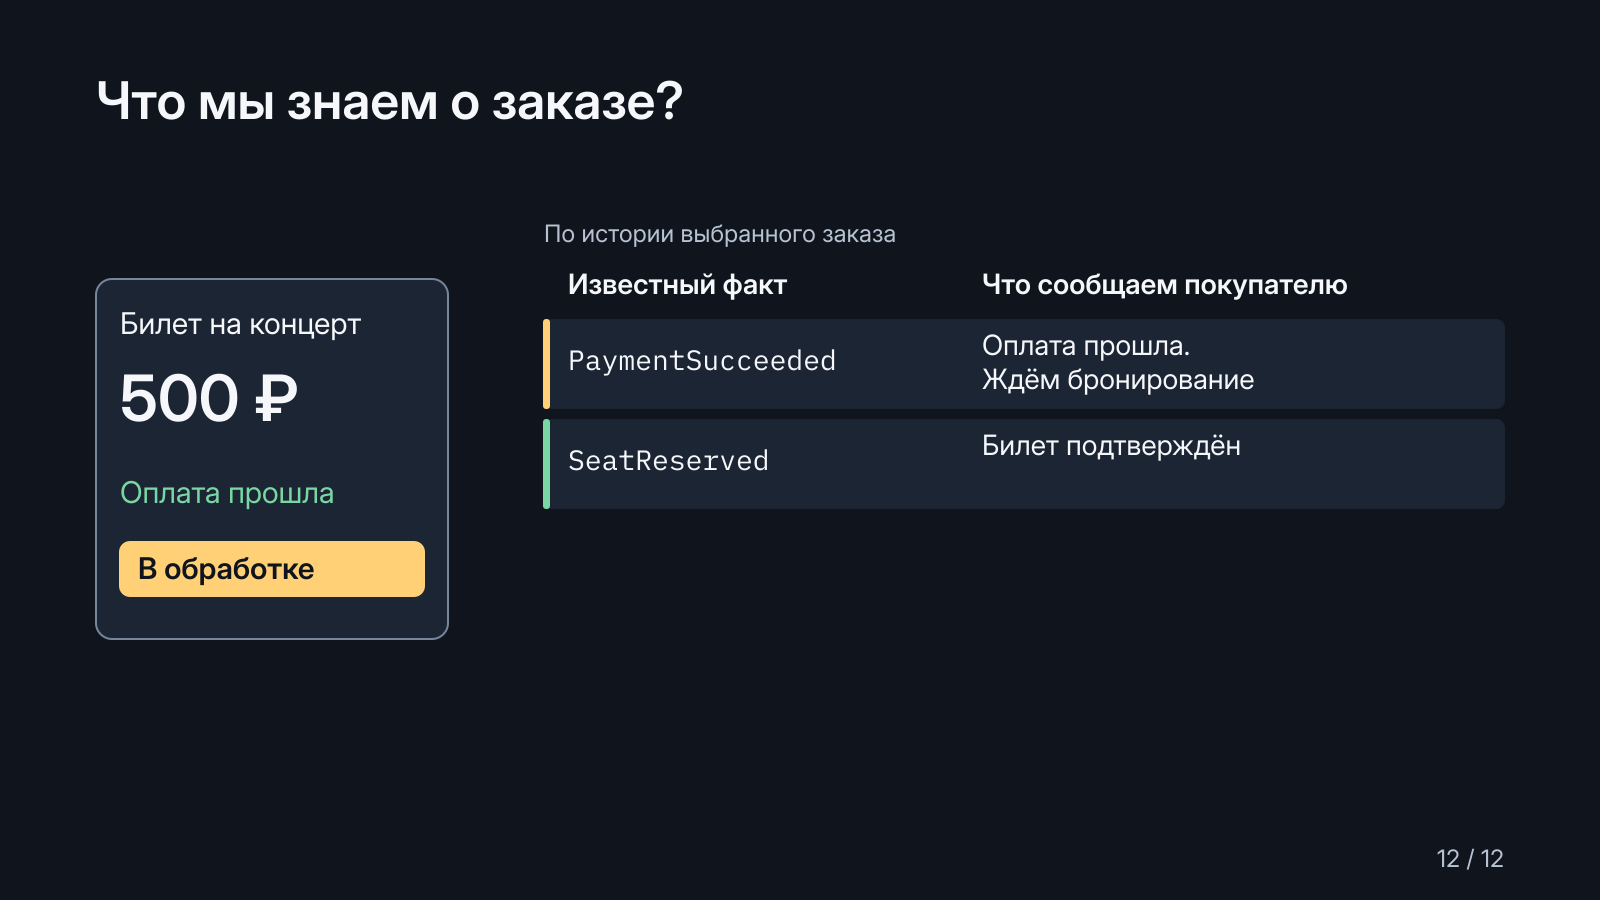 Что мы знаем о заказе?
Билет на концерт
500 ₽
Оплата прошла
В обработке
По истории выбранного заказа
Известный факт
Что сообщаем покупателю
PaymentSucceeded
Оплата прошла.
Ждём бронирование
SeatReserved
Билет подтверждён
12 / 12